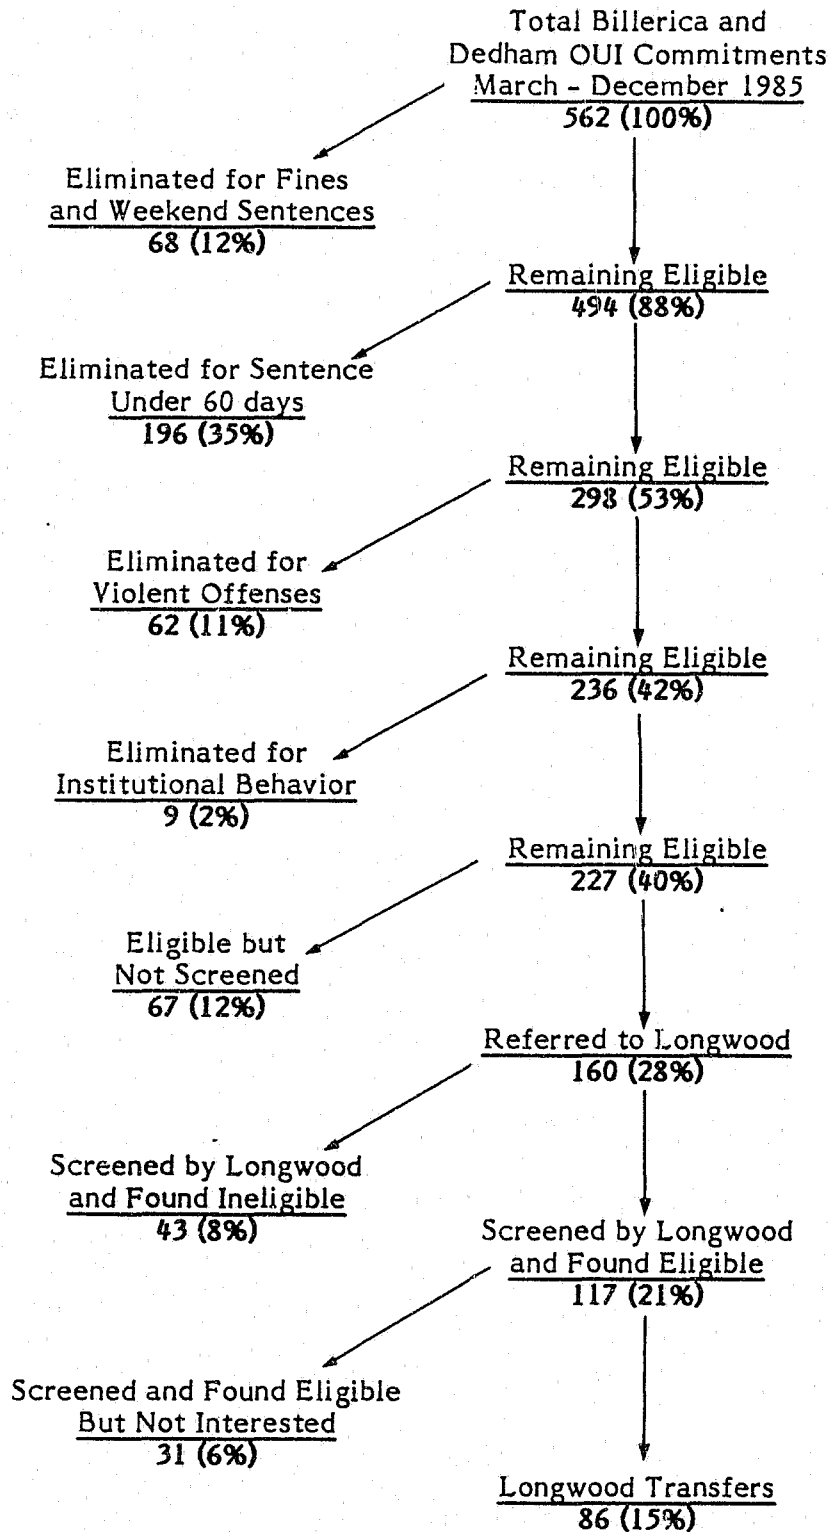 Total Billerica and
Dedham OUI Commitments
March - December 1985
562 (100%)
Eliminated for Fines
and Weekend Sentences
68 (12%)
Remaining Eligible
494 (88%)
Eliminated for Sentence
Under 60 days
196 (35%)
Remaining Eligible
298 (53%)
Eliminated for
Violent Offenses
62 (11%)
Remaining Eligible
236 (42%)
Eliminated for
Institutional Behavior
9 (2%)
Remaining Eligible
227 (40%)
Eligible but
Not Screened
67 (12%)
Referred to Longwood
160 (28%)
Screened by Longwood
and Found Ineligible
43 (8%)
Screened by Longwood
and Found Eligible
117 (21%)
Screened and Found Eligible
But Not Interested
31 (6%)
Longwood Transfers
86 (15%)